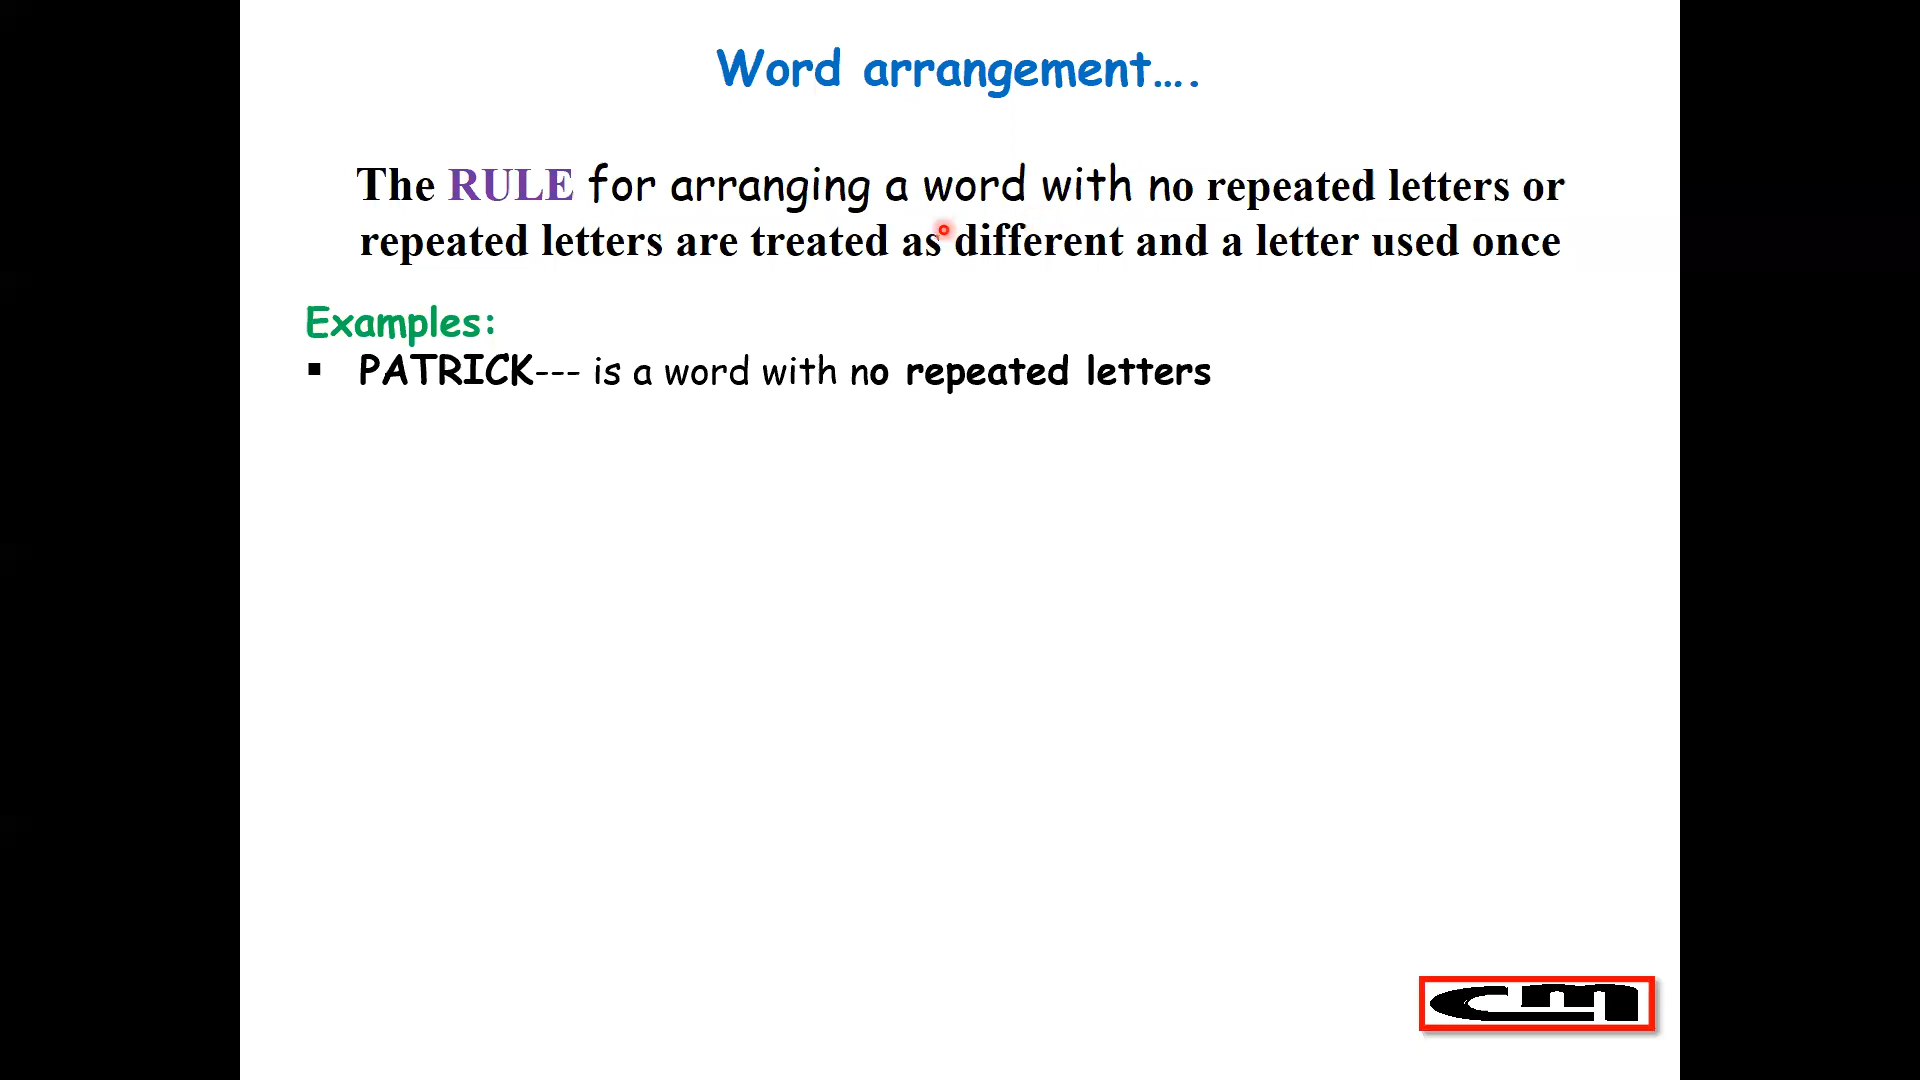 Word arrangement….
The RULE for arranging a word with no repeated letters or
repeated letters are treated as different and a letter used once
Examples:
▪ PATRICK--- is a word with no repeated letters
cm